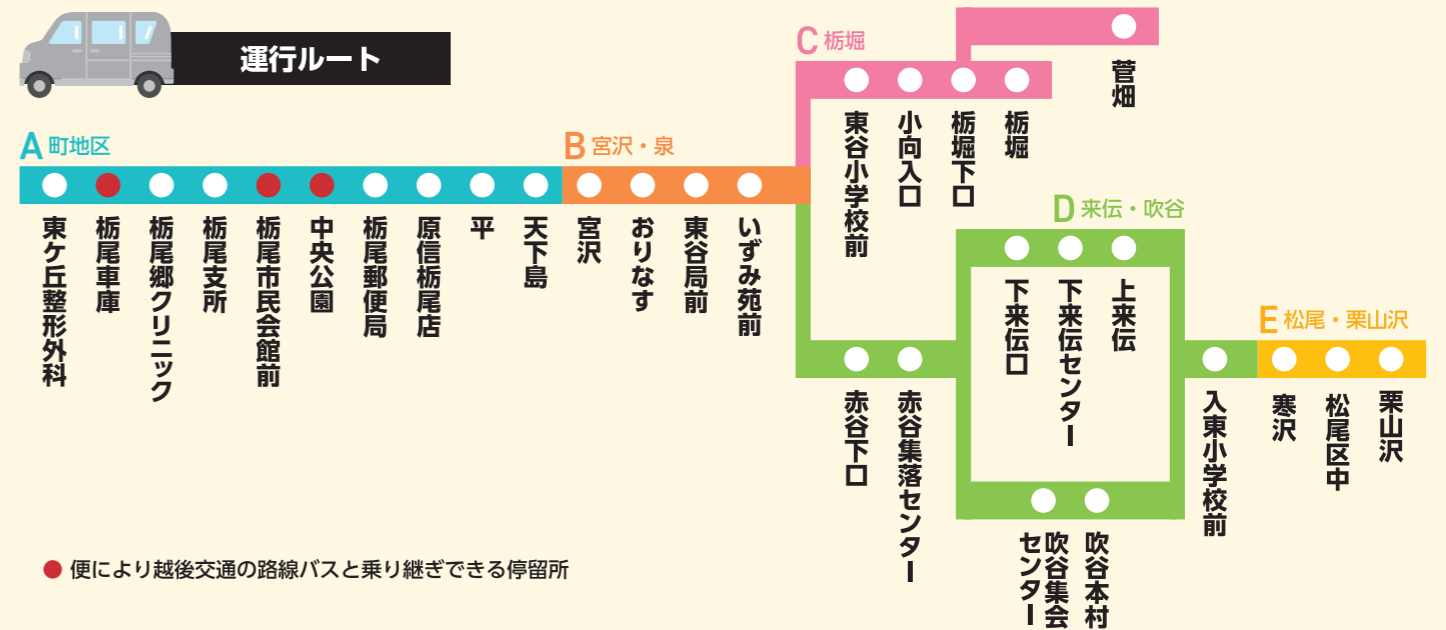 運行ルート
A 町地区
東ケ丘整形外科
栃尾車庫
栃尾郷クリニック
栃尾支所
栃尾市民会館前
中央公園
栃尾郵便局
原信栃尾店
平
天下島
B 宮沢・泉
宮沢
おりなす
東谷局前
いずみ苑前
C 栃堀
東谷小学校前
小向入口
栃堀下口
栃堀
菅畑
D 来伝・吹谷
赤谷下口
赤谷集落センター
下来伝口
下来伝センター
上来伝
吹谷集会
センター
吹谷本村
入東小学校前
E 松尾・栗山沢
寒沢
松尾区中
栗山沢
● 便により越後交通の路線バスと乗り継ぎできる停留所